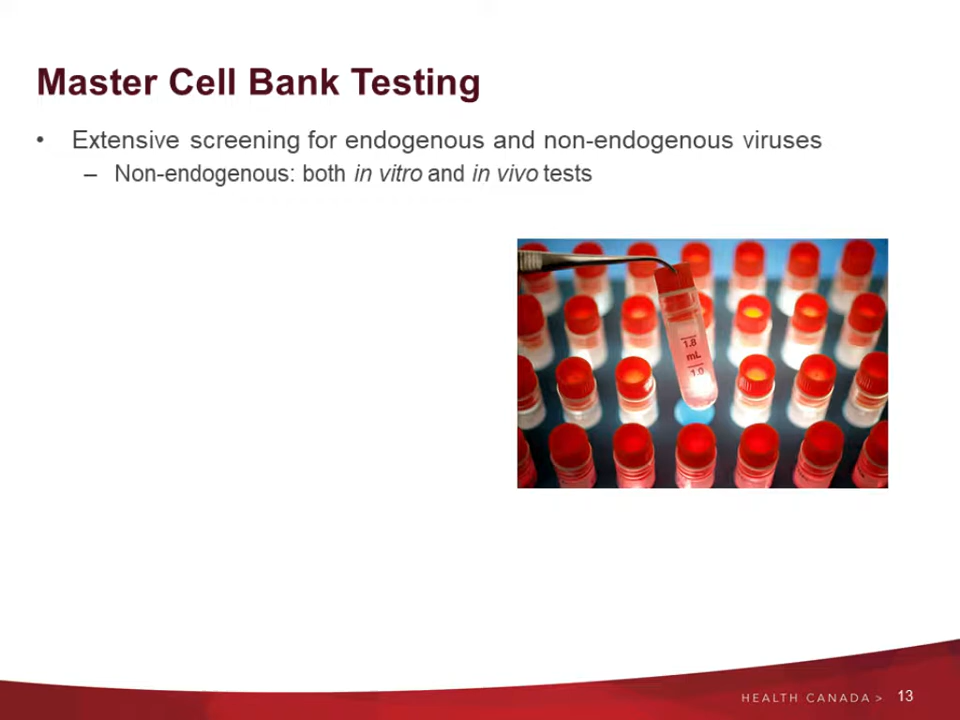 Master Cell Bank Testing
• Extensive screening for endogenous and non-endogenous viruses
– Non-endogenous: both in vitro and in vivo tests
1.8
mL
1.0
HEALTH CANADA > 13